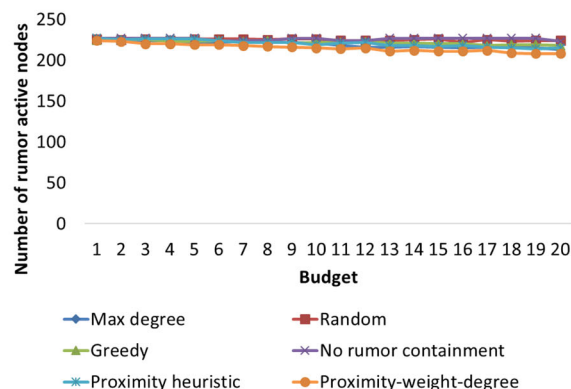 250
200
150
100
50
0
Number of rumor active nodes
1 2 3 4 5 6 7 8 9 10 11 12 13 14 15 16 17 18 19 20
Budget
Max degree
Random
Greedy
No rumor containment
Proximity heuristic
Proximity-weight-degree